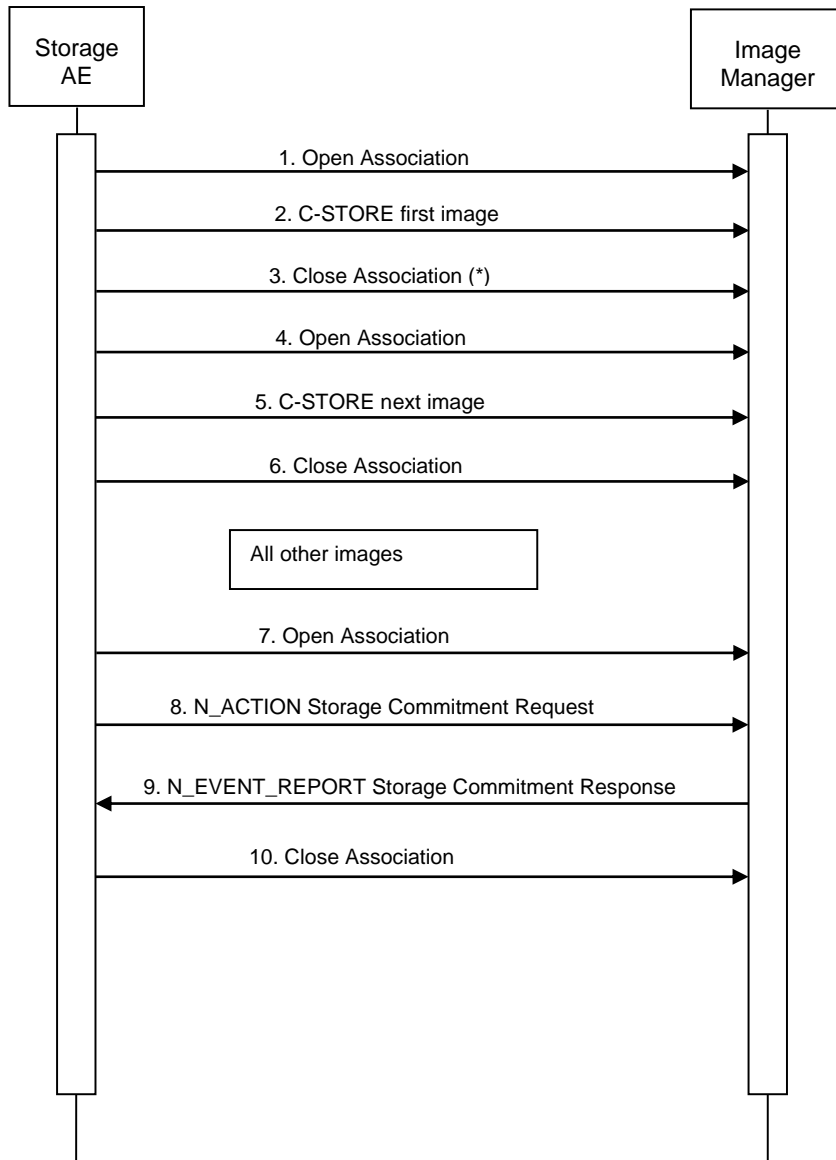 Storage
AE
Image
Manager
1. Open Association
2. C-STORE first image
3. Close Association (*)
4. Open Association
5. C-STORE next image
6. Close Association
All other images
7. Open Association
8. N_ACTION Storage Commitment Request
9. N_EVENT_REPORT Storage Commitment Response
10. Close Association